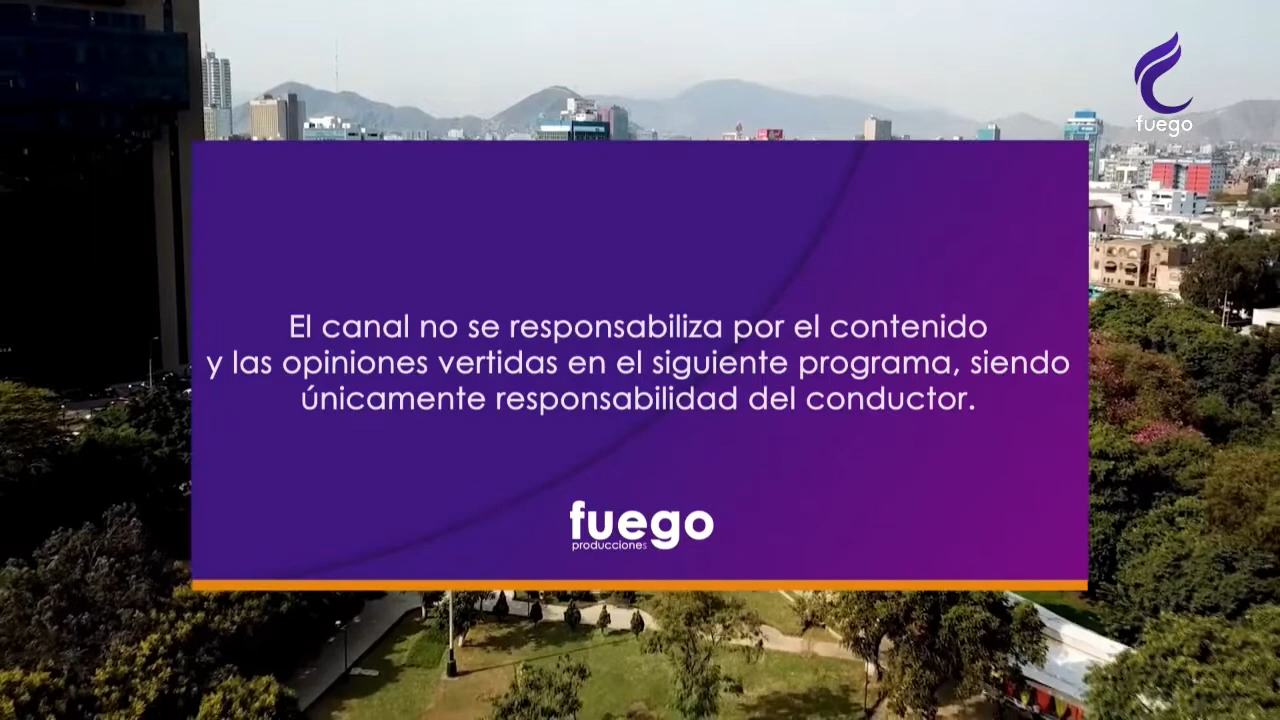 fuego
El canal no se responsabiliza por el contenido
y las opiniones vertidas en el siguiente programa, siendo
únicamente responsabilidad del conductor.
fuego
producciones